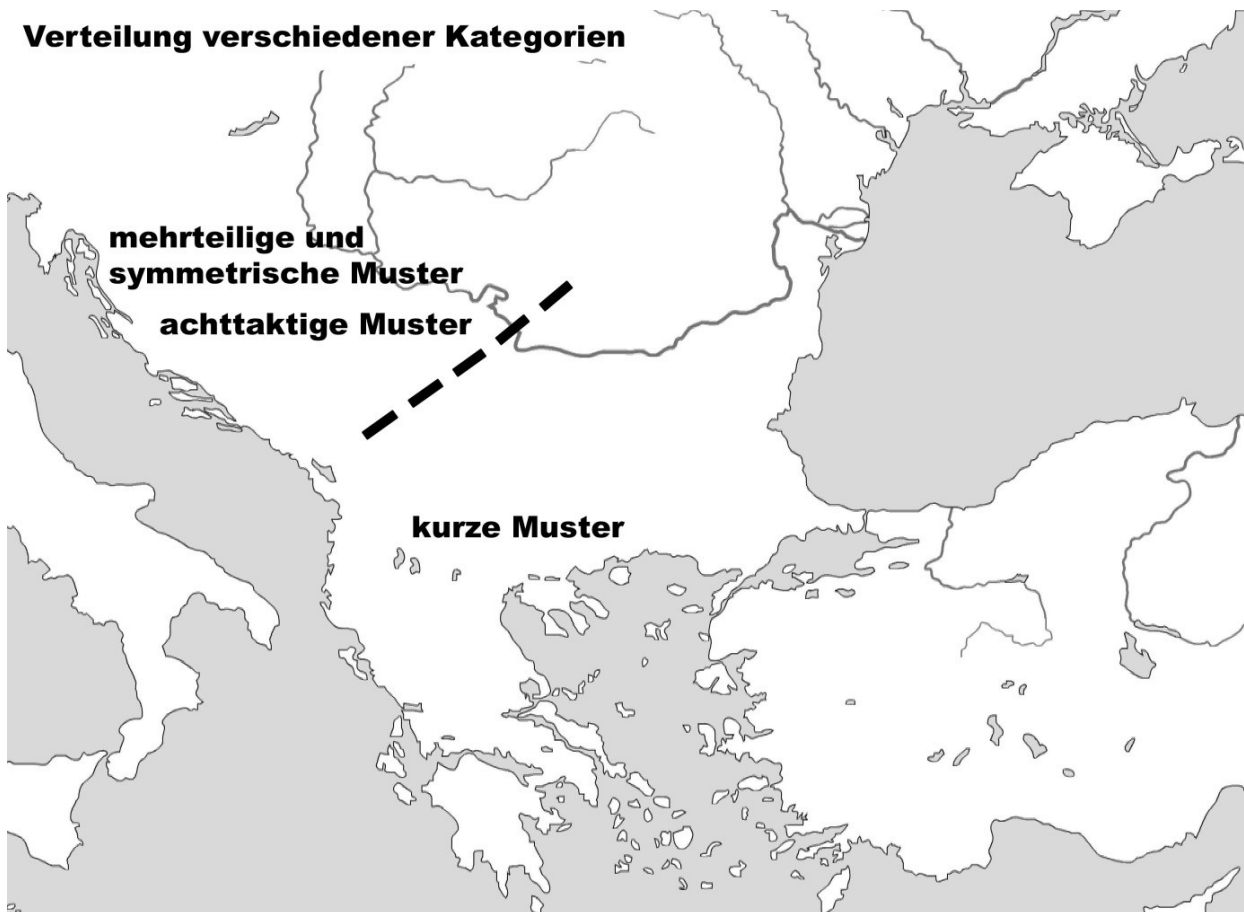 Verteilung verschiedener Kategorien
mehrteilige und
symmetrische Muster
achttaktige Muster
kurze Muster